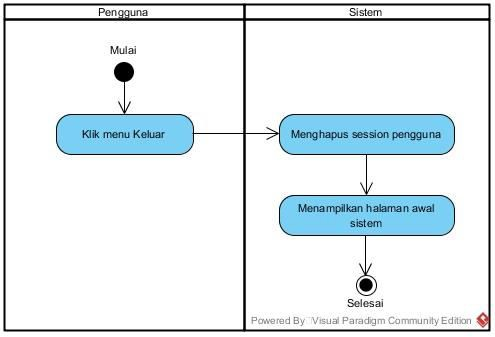 Pengguna
Sistem
Mulai
Klik menu Keluar
Menghapus session pengguna
Menampilkan halaman awal
sistem
Selesai
Powered By Visual Paradigm Community Edition